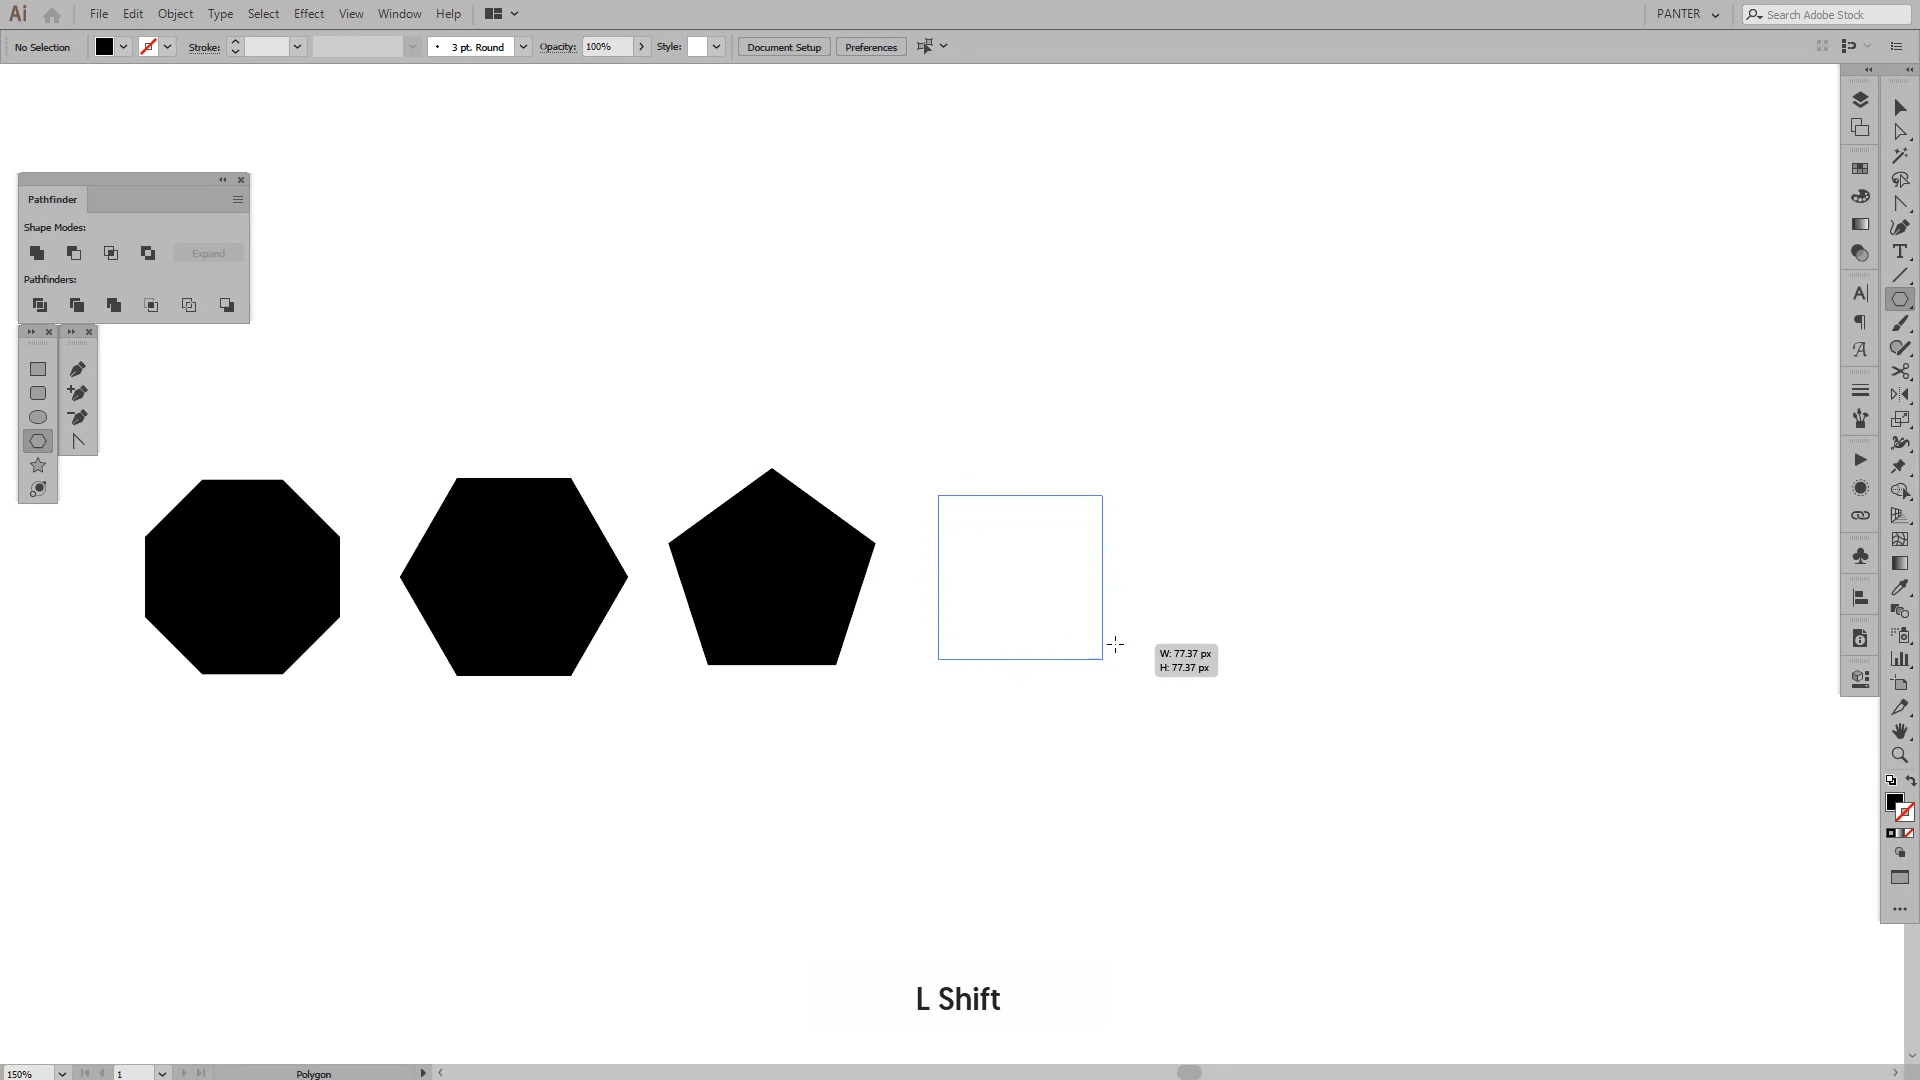 Ai File Edit Object Type Select Effect View Window Help PANTER Search Adobe Stock
No Selection Stroke: 3 pt. Round Opacity: 100% Style: Document Setup Preferences
Pathfinder
Shape Modes:
Expand
Pathfinders:
W: 77.37 px
H: 77.37 px
L Shift
150% 1 Polygon